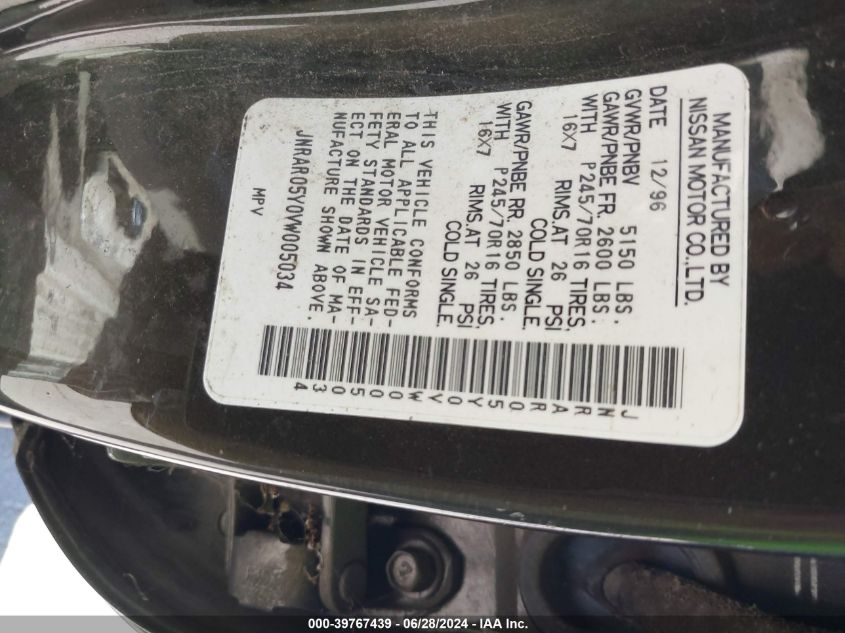 MANUFACTURED BY
NISSAN MOTOR CO.,LTD.
DATE 12/96
GVWR/PNBV 5150 LBS.
GAWR/PNBE FR. 2600 LBS.
WITH P245/70R16 TIRES,
16X7 RIMS,AT 26 PSI
COLD SINGLE.
GAWR/PNBE RR. 2850 LBS.
WITH P245/70R16 TIRES,
16X7 RIMS,AT 26 PSI
COLD SINGLE.
THIS VEHICLE CONFORMS
TO ALL APPLICABLE FED-
ERAL MOTOR VEHICLE SA-
FETY STANDARDS IN EFF-
ECT ON THE DATE OF MA-
NUFACTURE SHOWN ABOVE.
JNRAR05Y0VW005034
MPV
JNRAR05Y0VW005034
000-39767439 - 06/28/2024 - IAA Inc.